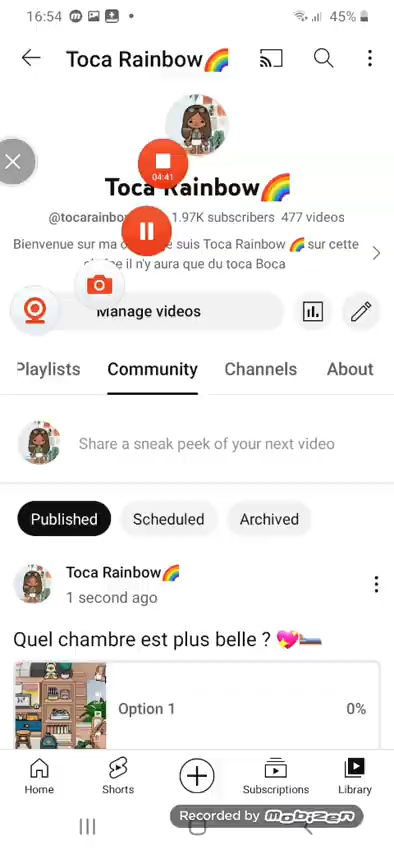 16:54
45%
Toca Rainbow🌈
04:41
Toca Rainbow🌈
1.97K subscribers 477 videos
Bienvenue sur ma suis Toca Rainbow 🌈 sur cette
il n'y aura que du toca Boca
Manage videos
Playlists Community Channels About
Share a sneak peek of your next video
Published Scheduled Archived
Toca Rainbow🌈
1 second ago
Quel chambre est plus belle ? 💖🛏️
Option 1 0%
Home Shorts Subscriptions Library
Recorded by MOBIZEN